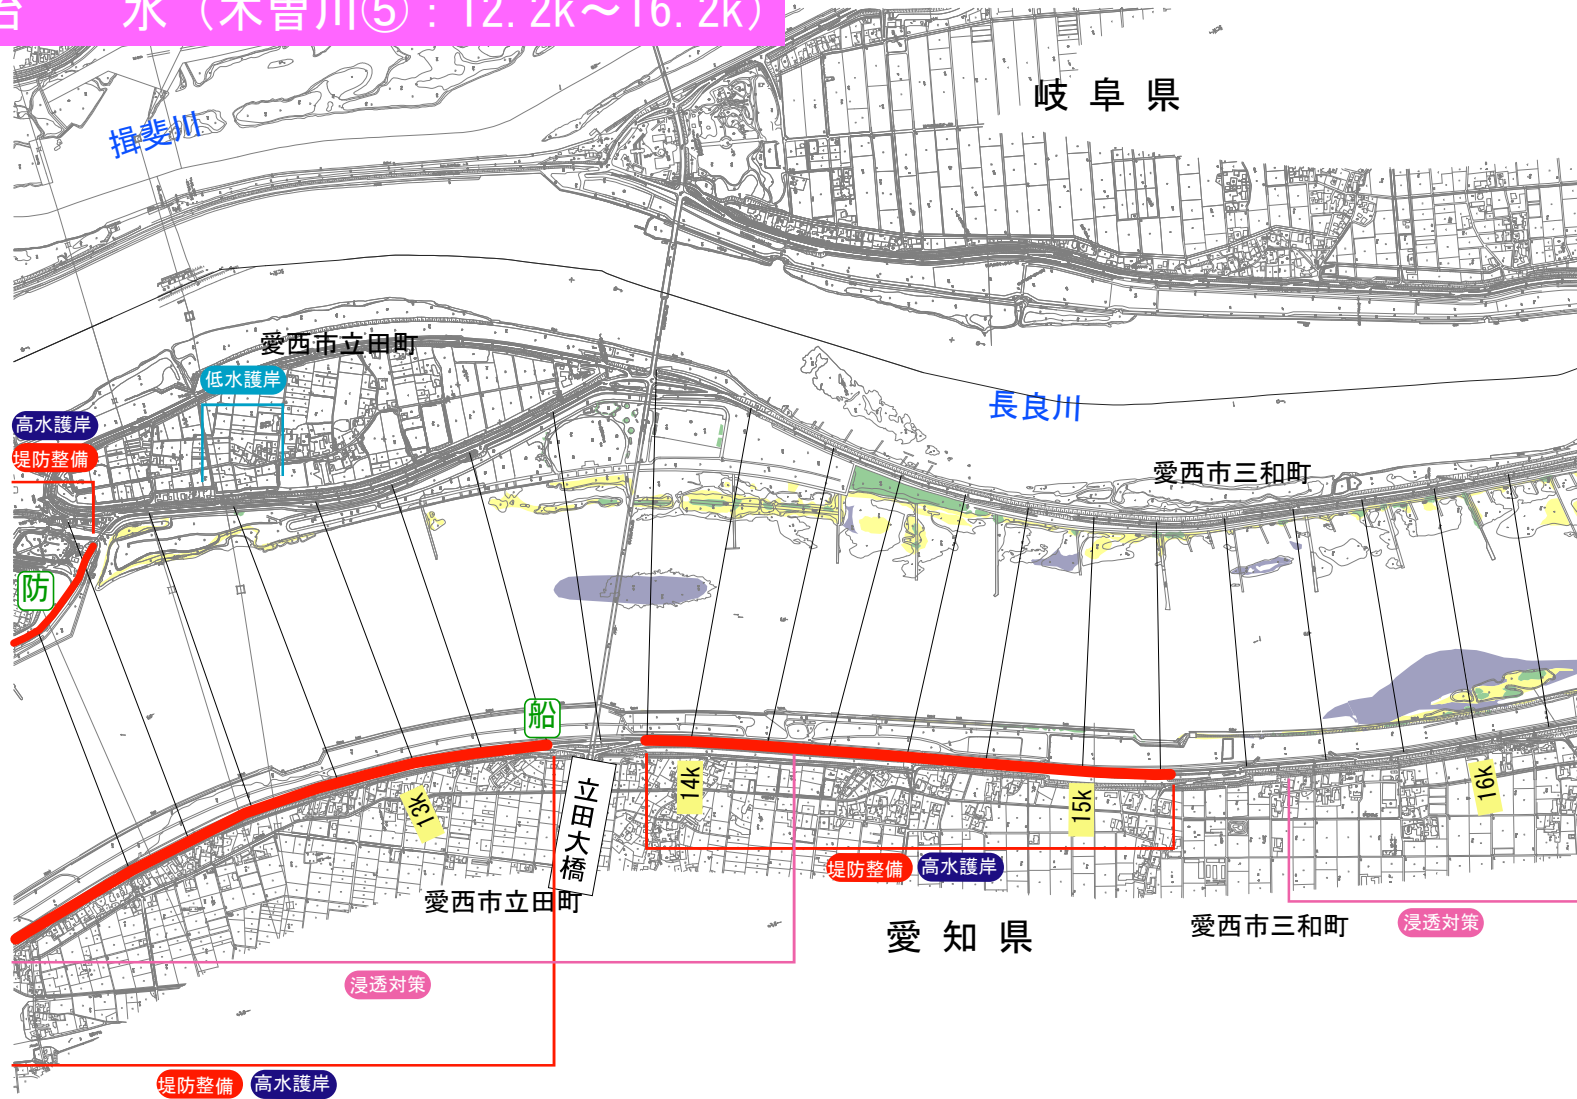 治　　水（木曽川⑤：12.2k～16.2k）
岐阜県
揖斐川
愛西市立田町
低水護岸
高水護岸
堤防整備
長良川
愛西市三和町
防
船
13k
立田大橋
14k
15k
16k
堤防整備 高水護岸
愛西市立田町
愛知県
愛西市三和町
浸透対策
浸透対策
堤防整備 高水護岸